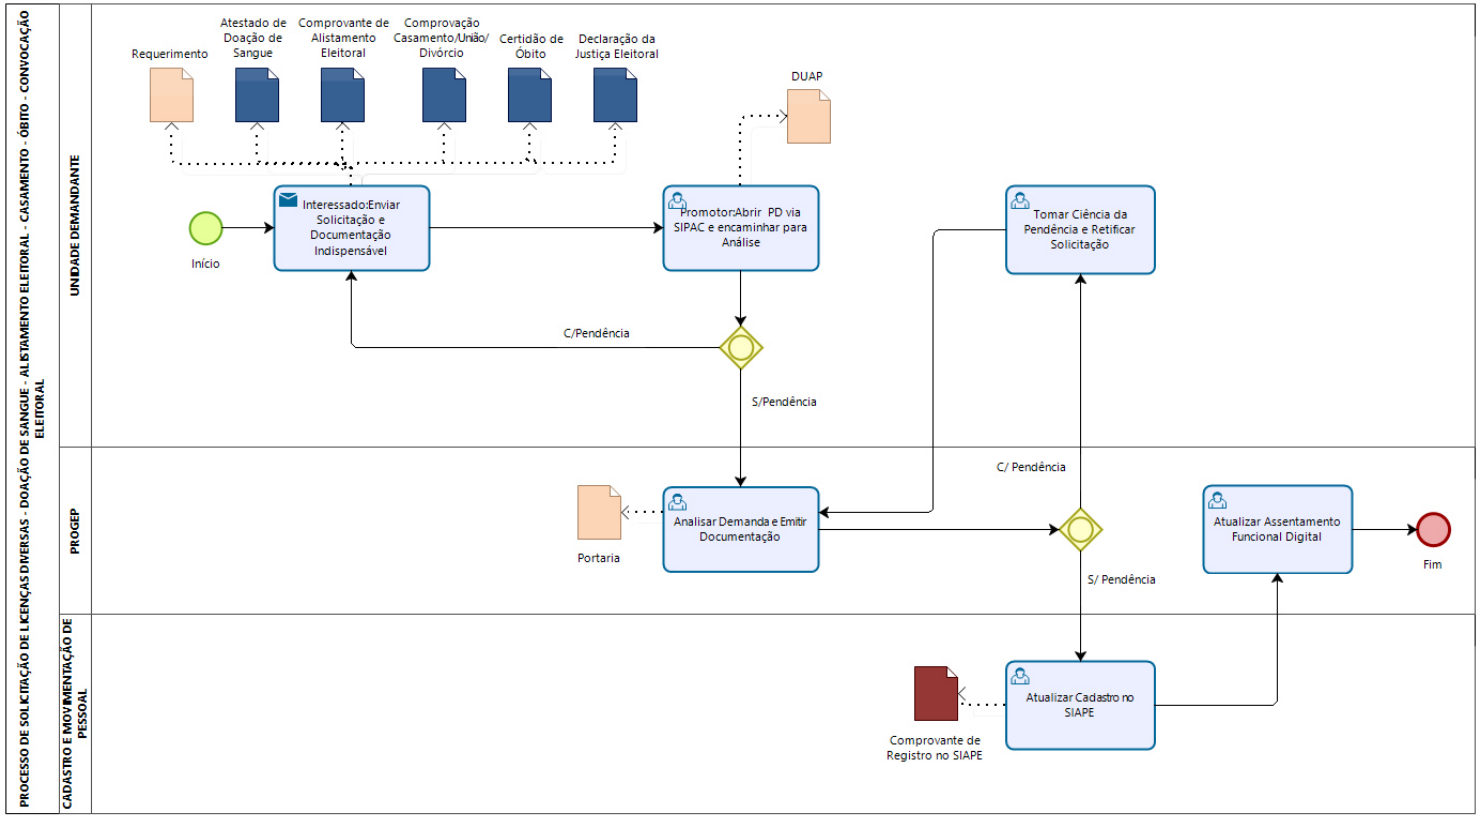 PROCESSO DE SOLICITAÇÃO DE LICENÇAS DIVERSAS - DOAÇÃO DE SANGUE - ALISTAMENTO ELEITORAL - CASAMENTO - ÓBITO - CONVOCAÇÃO
ELEITORAL
UNIDADE DEMANDANTE
Requerimento
Atestado de
Doação de
Sangue
Comprovante de
Alistamento
Eleitoral
Comprovação
Casamento/União/
Divórcio
Certidão de
Óbito
Declaração da
Justiça Eleitoral
DUAP
Início
Interessado:Enviar
Solicitação e
Documentação
Indispensável
Promotor:Abrir PD via
SIPAC e encaminhar para
Análise
Tomar Ciência da
Pendência e Retificar
Solicitação
C/Pendência
S/Pendência
PROGEP
Portaria
Analisar Demanda e Emitir
Documentação
C/ Pendência
S/ Pendência
Atualizar Assentamento
Funcional Digital
Fim
CADASTRO E MOVIMENTAÇÃO DE
PESSOAL
Comprovante de
Registro no SIAPE
Atualizar Cadastro no
SIAPE